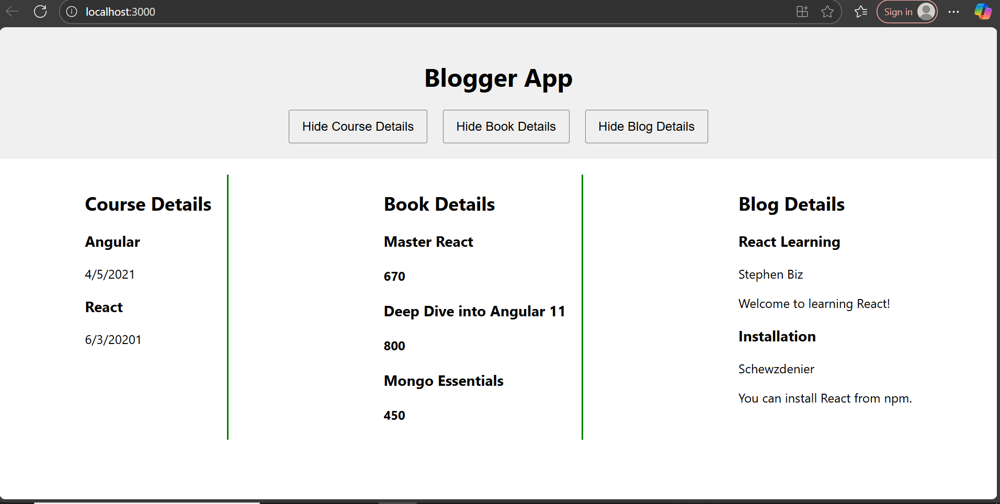 localhost:3000
Sign in
Blogger App
Hide Course Details
Hide Book Details
Hide Blog Details
Course Details
Angular
4/5/2021
React
6/3/20201
Book Details
Master React
670
Deep Dive into Angular 11
800
Mongo Essentials
450
Blog Details
React Learning
Stephen Biz
Welcome to learning React!
Installation
Schewzdenier
You can install React from npm.